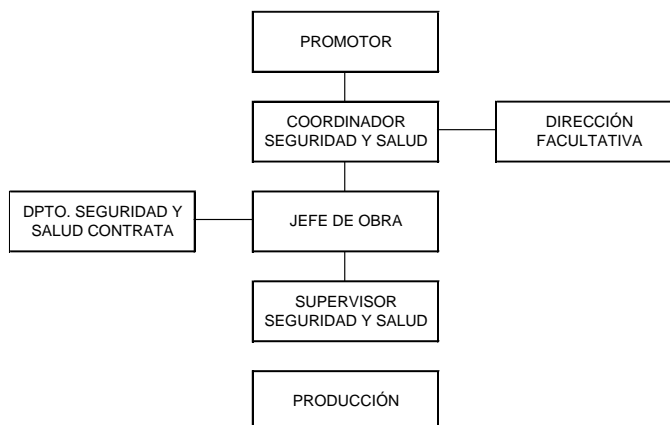 PROMOTOR
COORDINADOR
SEGURIDAD Y SALUD
DIRECCIÓN
FACULTATIVA
DPTO. SEGURIDAD Y
SALUD CONTRATA
JEFE DE OBRA
SUPERVISOR
SEGURIDAD Y SALUD
PRODUCCIÓN